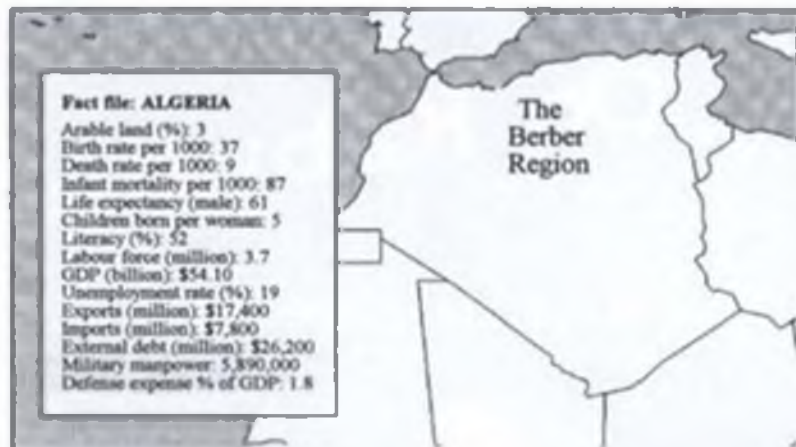 Fact file: ALGERIA
Arable land (%): 3
Birth rate per 1000: 37
Death rate per 1000: 9
Infant mortality per 1000: 87
Life expectancy (male): 61
Children born per woman: 5
Literacy (%): 52
Labour force (million): 3.7
GDP (billion): $54.10
Unemployment rate (%): 19
Exports (million): $17,400
Imports (million): $7,800
External debt (million): $26,200
Military manpower: 5,890,000
Defense expense % of GDP: 1.8
The
Berber
Region